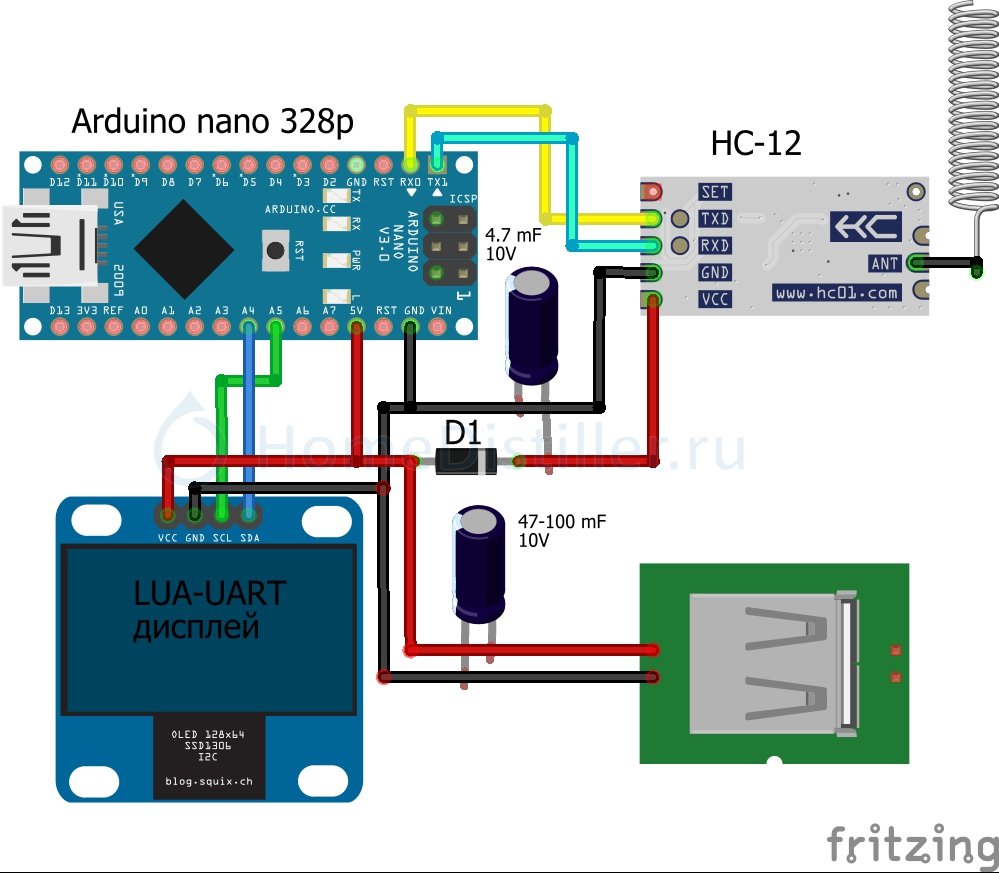 Arduino nano 328p
HC-12
D12 D11 D10 D9 D8 D7 D6 D5 D4 D3 D2 GND RST RX0 TX1
TX
RX
PWR
L
ARDUINO.CC
RST
ICSP
1
ARDUINO
NANO
V3.0
USA
2009
D13 3V3 REF A0 A1 A2 A3 A4 A5 A6 A7 5V RST GND VIN
4.7 mF
10V
SET
TXD
RXD
GND
VCC
HC
ANT
www.hc01.com
HomeDistiller.ru
D1
47-100 mF
10V
VCC GND SCL SDA
LUA-UART
дисплей
OLED 128x64
SSD1306
I2C
blog.squix.ch
fritzing